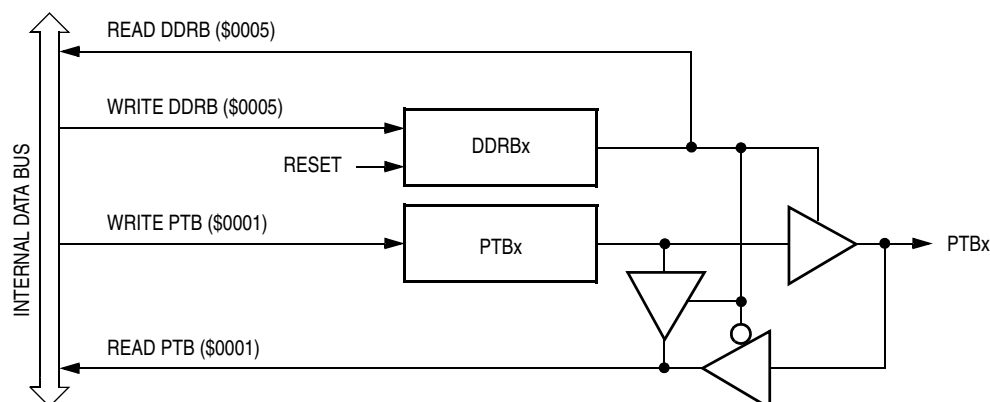 READ DDRB ($0005)
WRITE DDRB ($0005)
DDRBx
RESET
INTERNAL DATA BUS
WRITE PTB ($0001)
PTBx
PTBx
READ PTB ($0001)